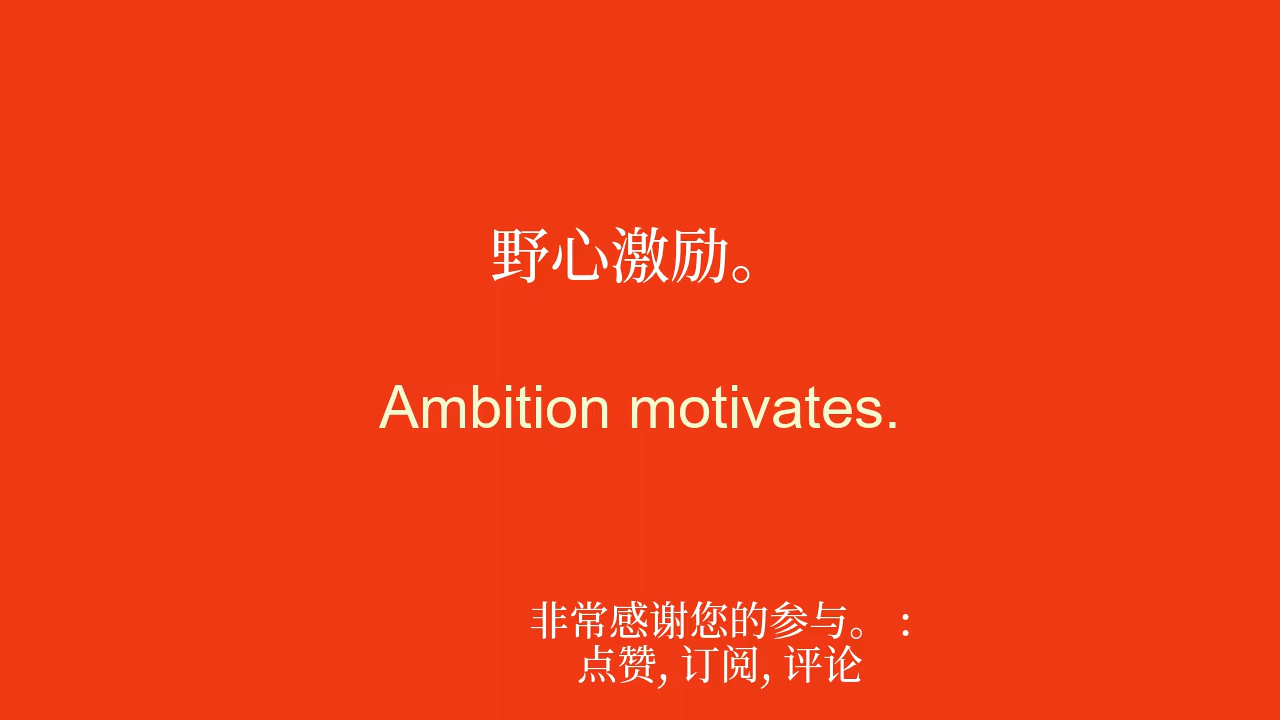 野心激励。
Ambition motivates.
非常感谢您的参与。 :
点赞, 订阅, 评论